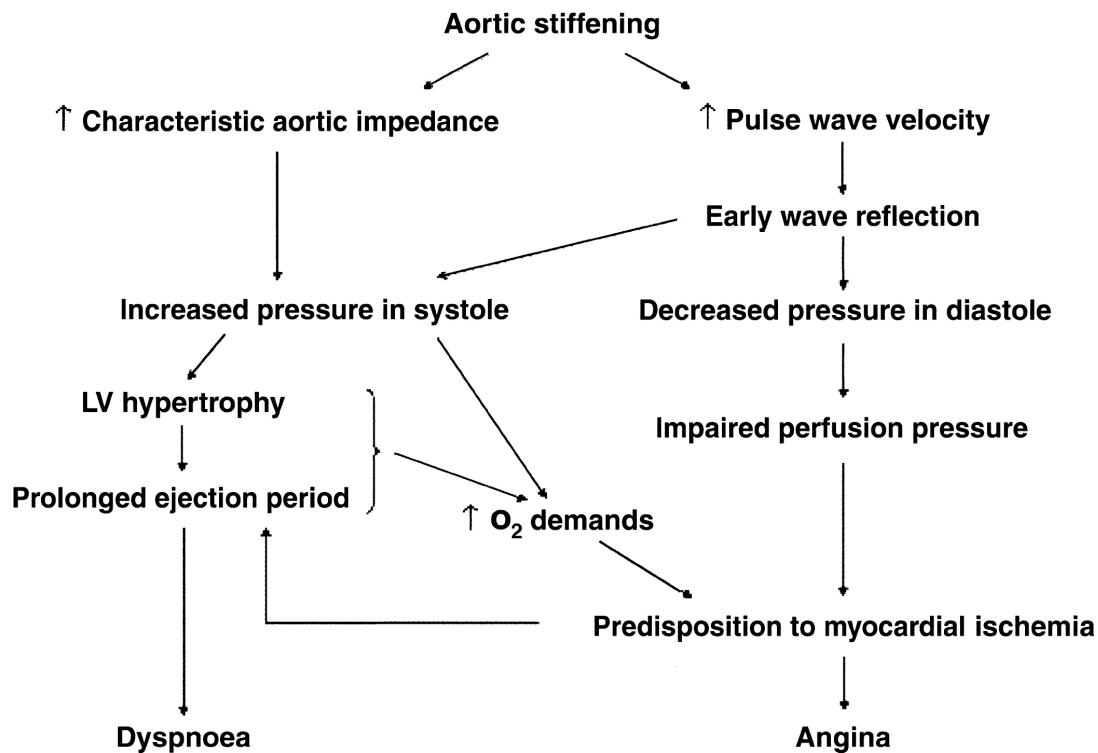 Aortic stiffening
↑ Characteristic aortic impedance
↑ Pulse wave velocity
Early wave reflection
Increased pressure in systole
Decreased pressure in diastole
LV hypertrophy
Impaired perfusion pressure
Prolonged ejection period
↑ O₂ demands
Predisposition to myocardial ischemia
Dyspnoea
Angina